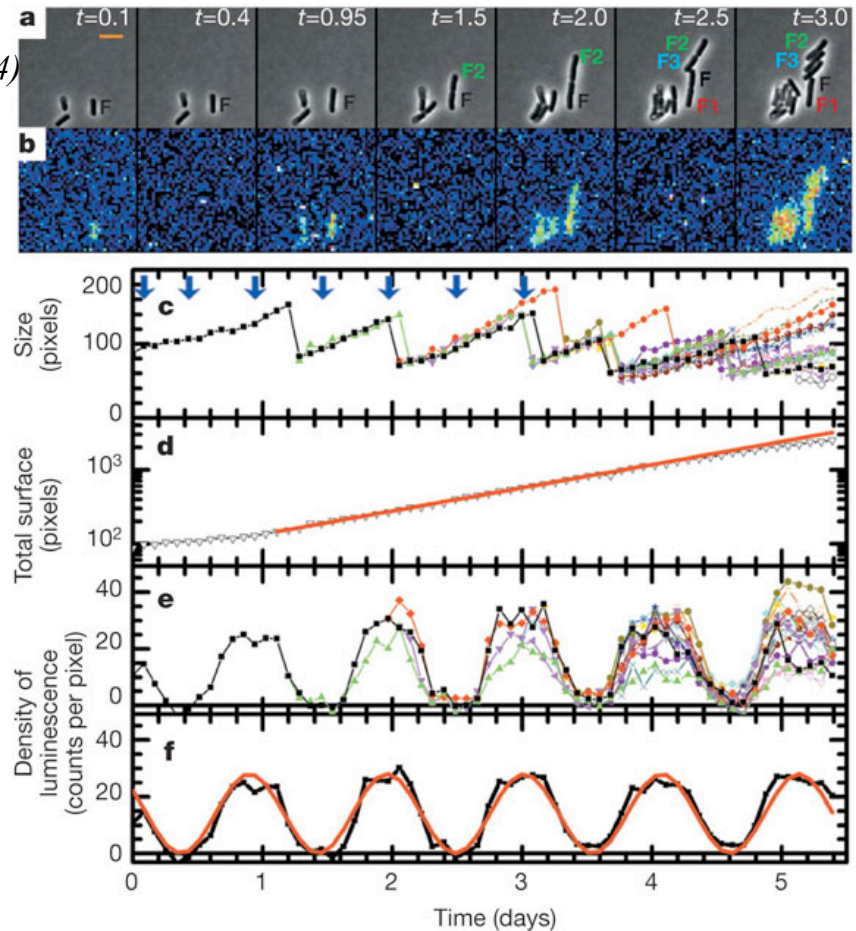 a
t=0.1
t=0.4
t=0.95
t=1.5
t=2.0
t=2.5
t=3.0
4)
F
F
F
F2
F
F2
F
F2
F3
F
F1
F2
F3
F
F1
b
c
Size
(pixels)
200
100
0
d
Total surface
(pixels)
10³
10²
e
40
20
0
Density of
luminescence
(counts per pixel)
f
40
20
0
0 1 2 3 4 5
Time (days)